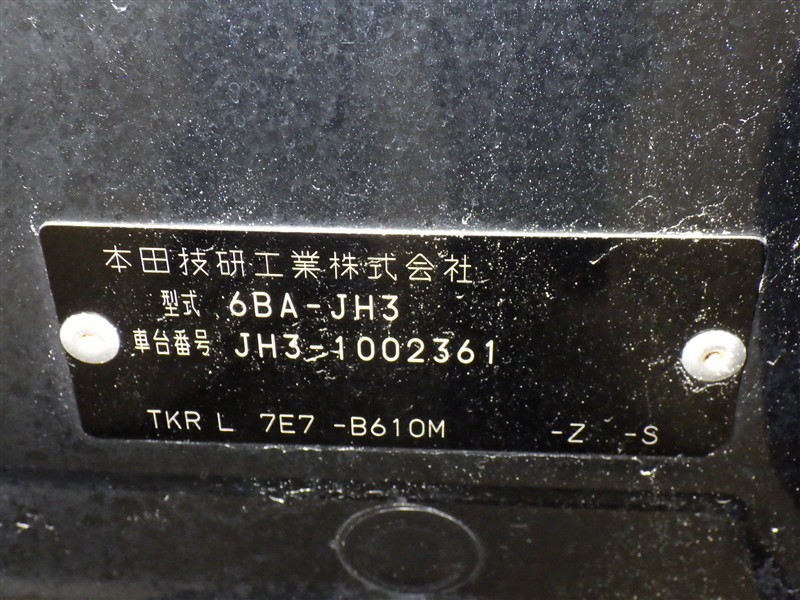 本田技研工業株式会社
型式 6BA-JH3
車台番号 JH3-1002361
TKR L 7E7 -B610M -Z -S